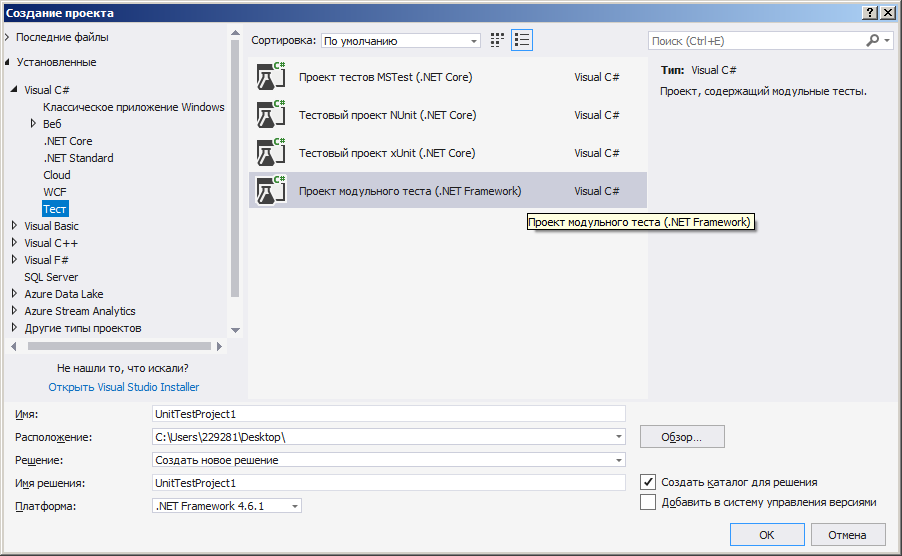 Создание проекта
Последние файлы
Установленные
Visual C#
Классическое приложение Windows
Веб
.NET Core
.NET Standard
Cloud
WCF
Тест
Visual Basic
Visual C++
Visual F#
SQL Server
Azure Data Lake
Azure Stream Analytics
Другие типы проектов
Не нашли то, что искали?
Открыть Visual Studio Installer
Сортировка: По умолчанию
C# Проект тестов MSTest (.NET Core) Visual C#
C# Тестовый проект NUnit (.NET Core) Visual C#
C# Тестовый проект xUnit (.NET Core) Visual C#
C# Проект модульного теста (.NET Framework) Visual C#
Проект модульного теста (.NET Framework)
Поиск (Ctrl+E)
Тип: Visual C#
Проект, содержащий модульные тесты.
Имя: UnitTestProject1
Расположение: C:\Users\229281\Desktop\ Обзор...
Решение: Создать новое решение
Имя решения: UnitTestProject1 Создать каталог для решения
Платформа: .NET Framework 4.6.1 Добавить в систему управления версиями
OK Отмена